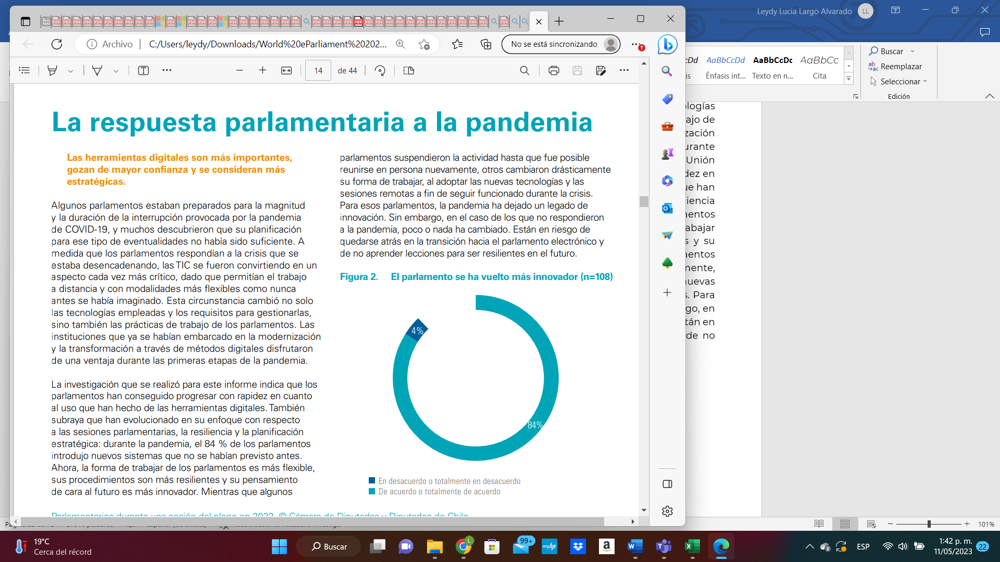 Leydy Lucia Largo Alvarado
LL
Archivo
C:/Users/leydy/Downloads/World%20eParliament%202022...
No se está sincronizando
14
de 44
La respuesta parlamentaria a la pandemia
Las herramientas digitales son más importantes,
gozan de mayor confianza y se consideran más
estratégicas.
Algunos parlamentos estaban preparados para la magnitud
y la duración de la interrupción provocada por la pandemia
de COVID-19, y muchos descubrieron que su planificación
para ese tipo de eventualidades no había sido suficiente. A
medida que los parlamentos respondían a la crisis que se
estaba desencadenando, las TIC se fueron convirtiendo en un
aspecto cada vez más crítico, dado que permitían el trabajo
a distancia y con modalidades más flexibles como nunca
antes se había imaginado. Esta circunstancia cambió no solo
las tecnologías empleadas y los requisitos para gestionarlas,
sino también las prácticas de trabajo de los parlamentos. Las
instituciones que ya se habían embarcado en la modernización
y la transformación a través de métodos digitales disfrutaron
de una ventaja durante las primeras etapas de la pandemia.
La investigación que se realizó para este informe indica que los
parlamentos han conseguido progresar con rapidez en cuanto
al uso que han hecho de las herramientas digitales. También
subraya que han evolucionado en su enfoque con respecto
a las sesiones parlamentarias, la resiliencia y la planificación
estratégica: durante la pandemia, el 84 % de los parlamentos
introdujo nuevos sistemas que no se habían previsto antes.
Ahora, la forma de trabajar de los parlamentos es más flexible,
sus procedimientos son más resilientes y su pensamiento
de cara al futuro es más innovador. Mientras que algunos
parlamentos suspendieron la actividad hasta que fue posible
reunirse en persona nuevamente, otros cambiaron drásticamente
su forma de trabajar, al adoptar las nuevas tecnologías y las
sesiones remotas a fin de seguir funcionado durante la crisis.
Para esos parlamentos, la pandemia ha dejado un legado de
innovación. Sin embargo, en el caso de los que no respondieron
a la pandemia, poco o nada ha cambiado. Están en riesgo de
quedarse atrás en la transición hacia el parlamento electrónico y
de no aprender lecciones para ser resilientes en el futuro.
Figura 2. El parlamento se ha vuelto más innovador (n=108)
4%
84%
En desacuerdo o totalmente en desacuerdo
De acuerdo o totalmente de acuerdo
Parlamentarios durante una sesión del pleno en 2022. © Cámara de Diputadas y Diputados de Chile
AaBbCcDd
AaBbCcDc
AaBbCc
Énfasis int...
Texto en n...
Cita
Buscar
Reemplazar
Seleccionar
Edición
ologías
ajo de
zación
urante
Unión
dez en
ue han
iencia
entos
abajar
s y su
nentos
mente,
nuevas
s. Para
go, en
tán en
de no
101%
19°C
Cerca del récord
Buscar
99+
ESP
1:42 p. m.
11/05/2023
22